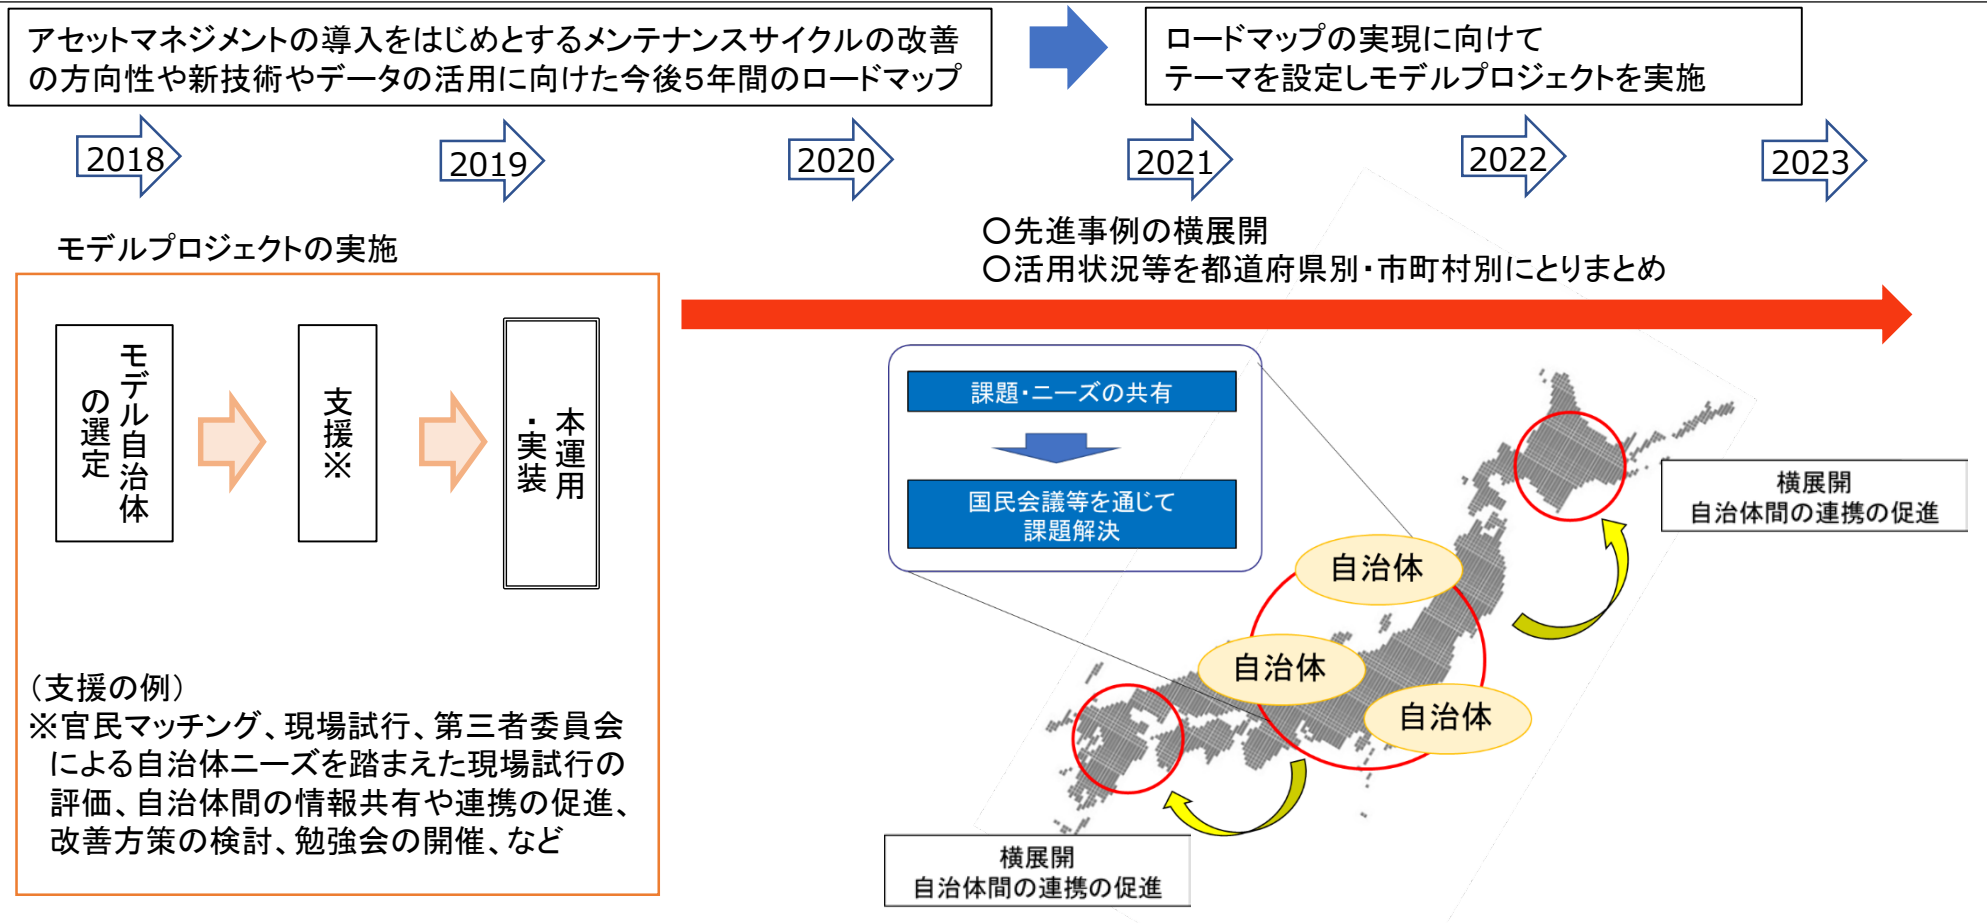 アセットマネジメントの導入をはじめとするメンテナンスサイクルの改善
の方向性や新技術やデータの活用に向けた今後5年間のロードマップ
ロードマップの実現に向けて
テーマを設定しモデルプロジェクトを実施
2018
2019
2020
2021
2022
2023
モデルプロジェクトの実施
モデル自治体
の選定
支援※
本運用
・実装
(支援の例)
※官民マッチング、現場試行、第三者委員会
による自治体ニーズを踏まえた現場試行の
評価、自治体間の情報共有や連携の促進、
改善方策の検討、勉強会の開催、など
○先進事例の横展開
○活用状況等を都道府県別・市町村別にとりまとめ
課題・ニーズの共有
国民会議等を通じて
課題解決
自治体
自治体
自治体
横展開
自治体間の連携の促進
横展開
自治体間の連携の促進